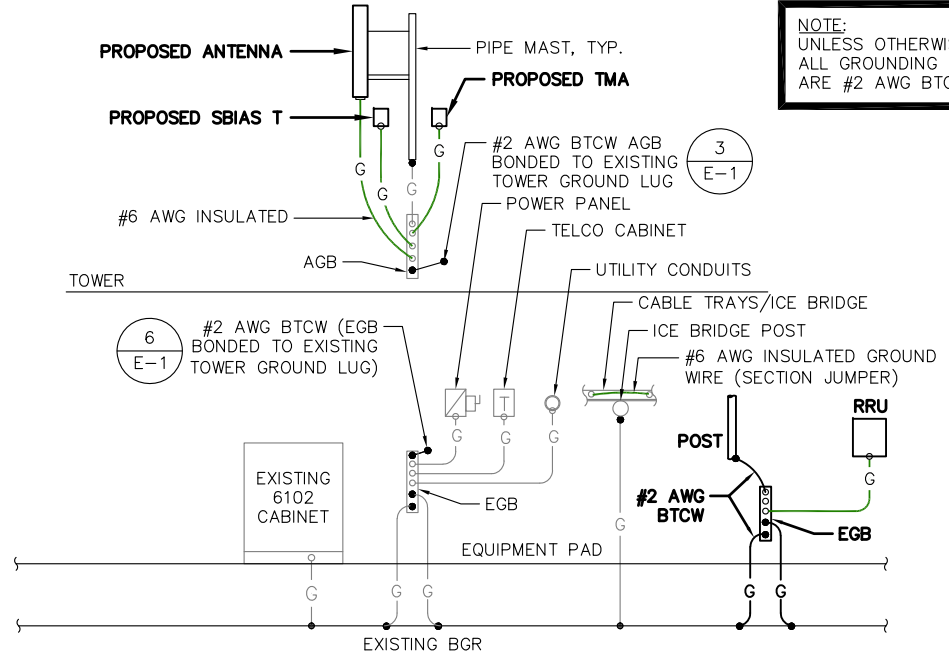 NOTE:
UNLESS OTHERWI
ALL GROUNDING
ARE #2 AWG BTC
PROPOSED ANTENNA
PIPE MAST, TYP.
PROPOSED TMA
PROPOSED SBIAS T
#2 AWG BTCW AGB
BONDED TO EXISTING
TOWER GROUND LUG
3
E-1
G
G
G
G
#6 AWG INSULATED
POWER PANEL
TELCO CABINET
AGB
UTILITY CONDUITS
TOWER
CABLE TRAYS/ICE BRIDGE
6
E-1
#2 AWG BTCW (EGB
BONDED TO EXISTING
TOWER GROUND LUG)
ICE BRIDGE POST
#6 AWG INSULATED GROUND
WIRE (SECTION JUMPER)
T
RRU
POST
G
G
G
EXISTING
6102
CABINET
G
#2 AWG
BTCW
EGB
G
EGB
EQUIPMENT PAD
G
G
G
G
G
EXISTING BGR